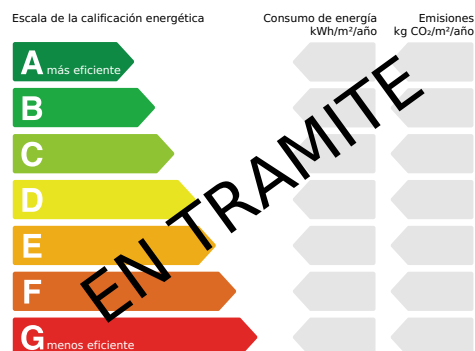 Escala de la calificación energética
Consumo de energía
kWh/m²/año
Emisiones
kg CO₂/m²/año
A más eficiente
B
C
D
E
F
G menos eficiente
EN TRAMITE